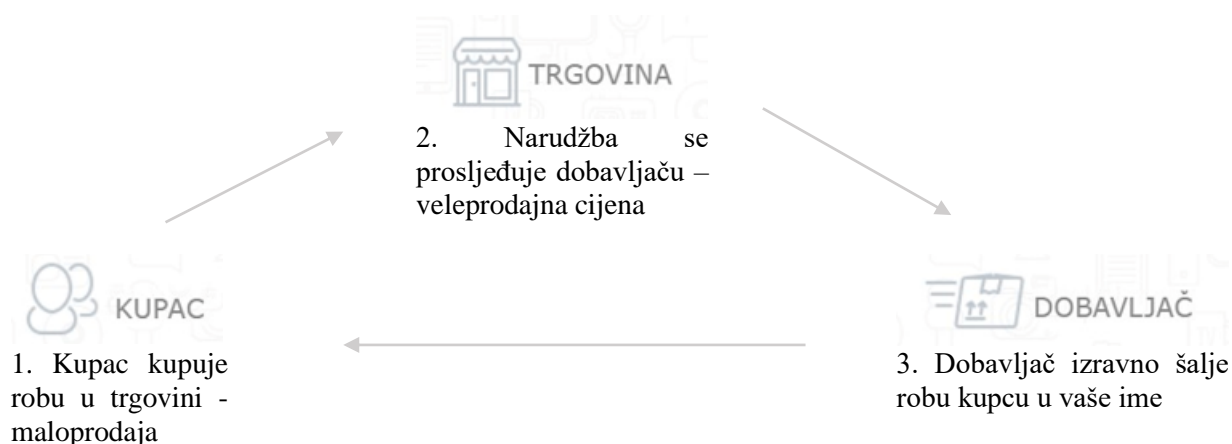 TRGOVINA
2. Narudžba se
prosljeđuje dobavljaču –
veleprodajna cijena
KUPAC
1. Kupac kupuje
robu u trgovini -
maloprodaja
DOBAVLJAČ
3. Dobavljač izravno šalje
robu kupcu u vaše ime